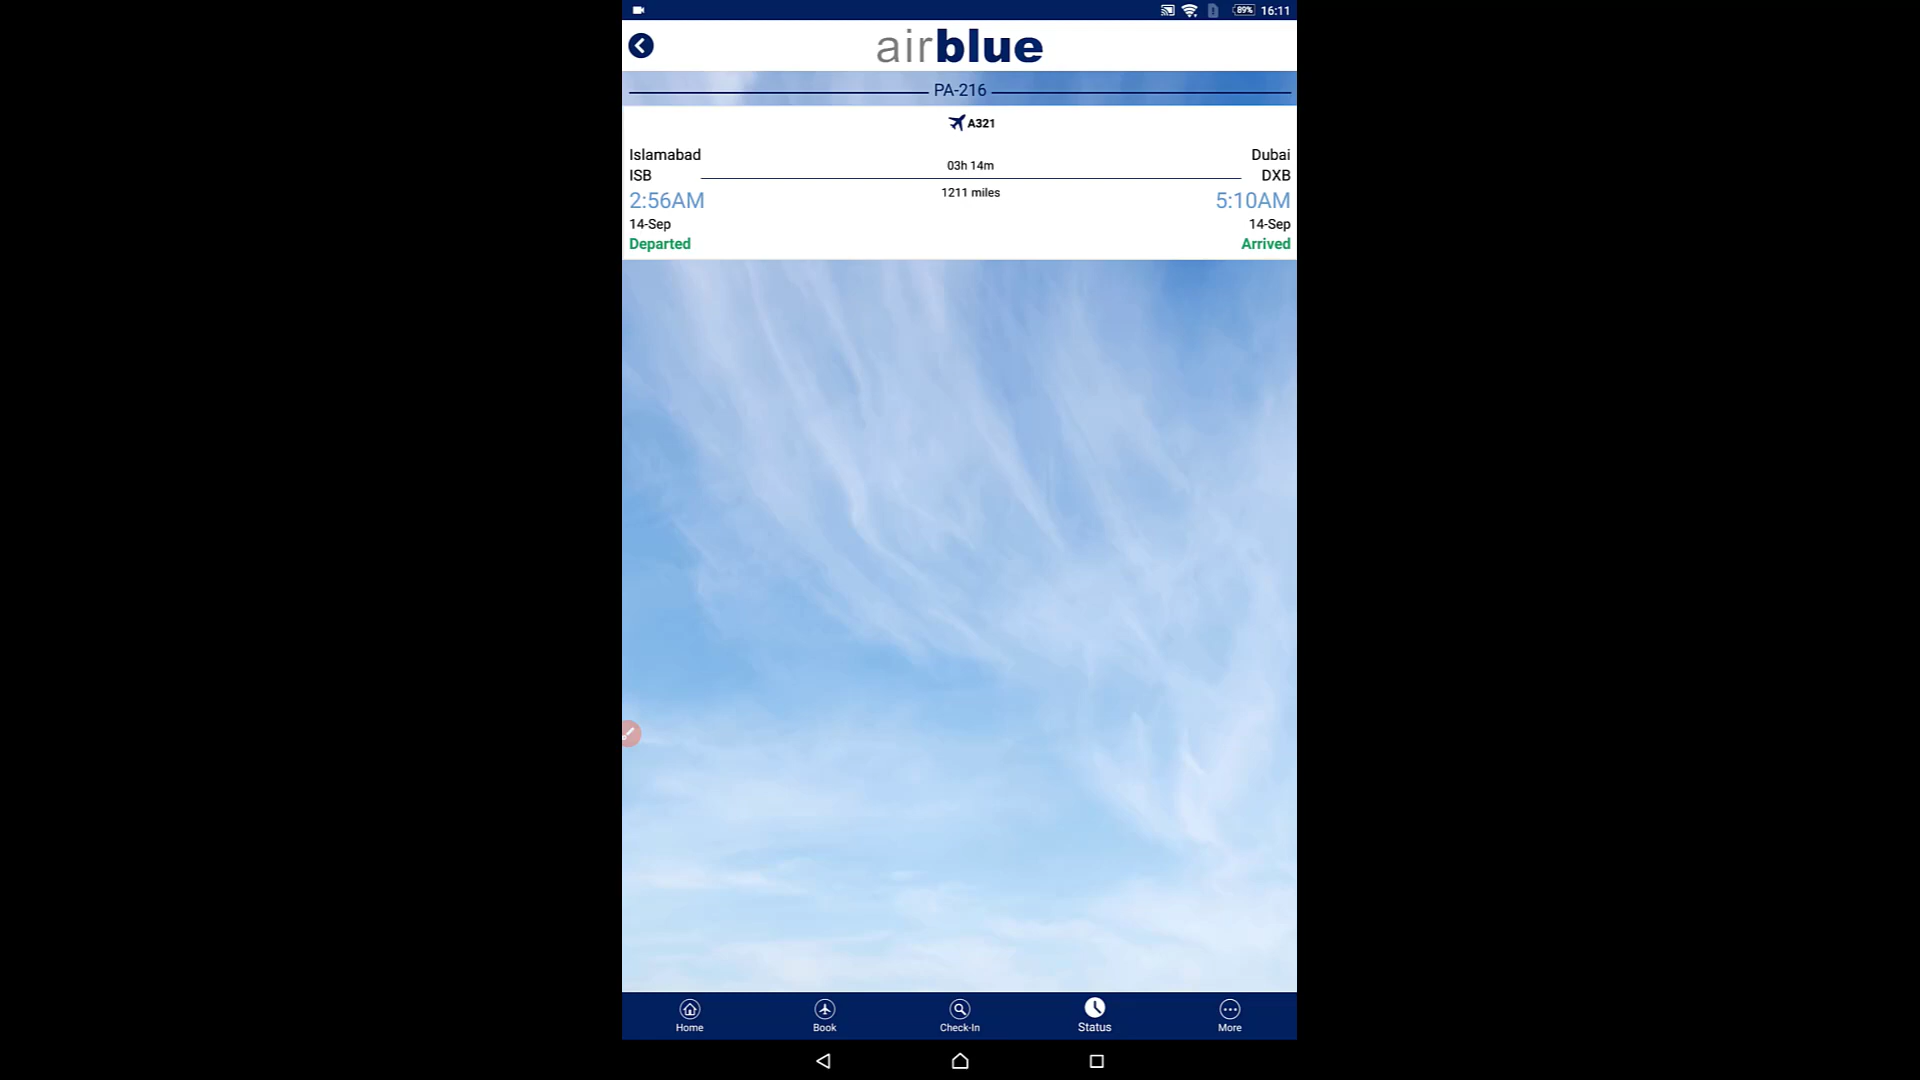 89% 16:11
airblue
PA-216
A321
Islamabad
Dubai
03h 14m
ISB
DXB
1211 miles
2:56AM
5:10AM
14-Sep
14-Sep
Departed
Arrived
Home
Book
Check-In
Status
More